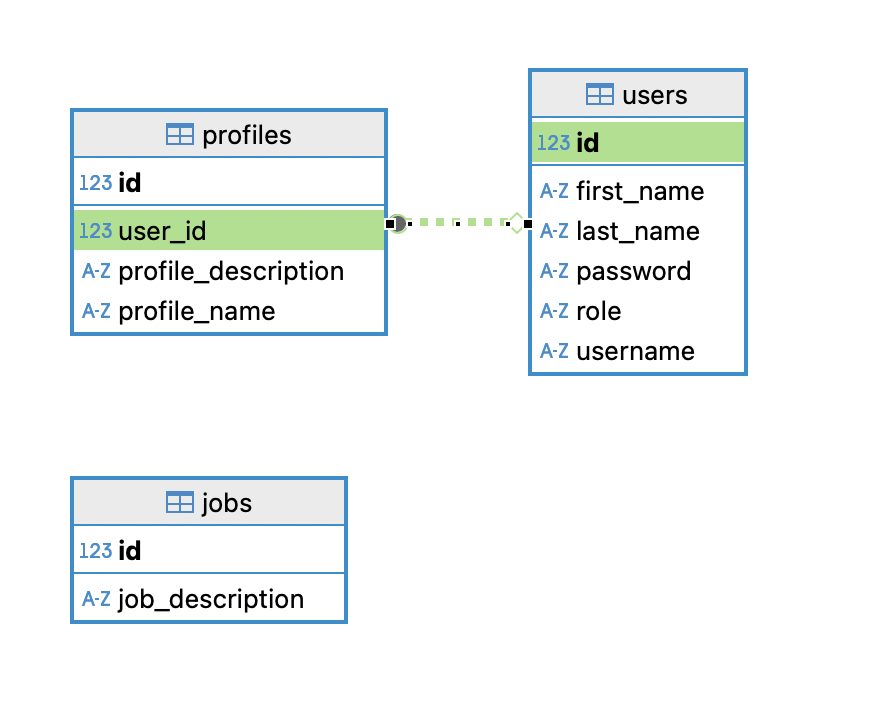 profiles
123 id
123 user_id
A-Z profile_description
A-Z profile_name
users
123 id
A-Z first_name
A-Z last_name
A-Z password
A-Z role
A-Z username
jobs
123 id
A-Z job_description